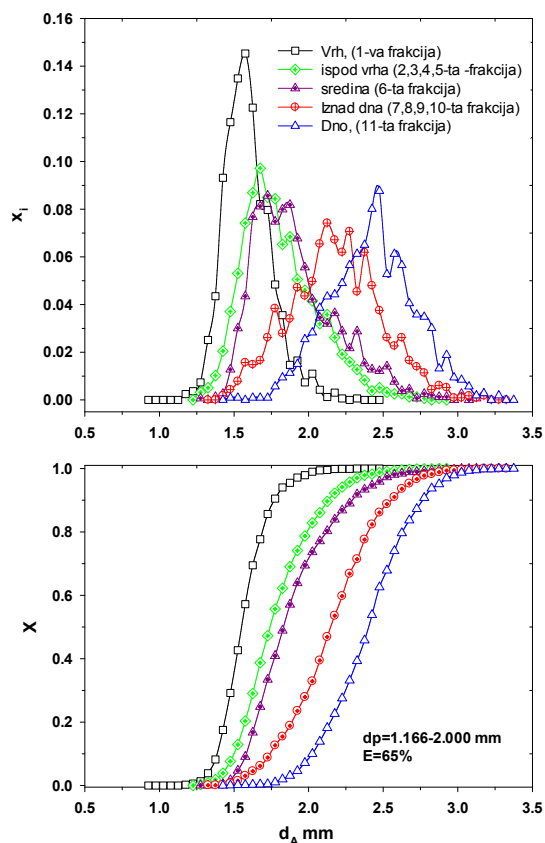 0.16
0.14
0.12
0.10
0.08
0.06
0.04
0.02
0.00
x_i
Vrh, (1-va frakcija)
ispod vrha (2,3,4,5-ta -frakcija)
sredina (6-ta frakcija)
Iznad dna (7,8,9,10-ta frakcija)
Dno, (11-ta frakcija)
0.5 1.0 1.5 2.0 2.5 3.0 3.5
1.0
0.8
0.6
0.4
0.2
0.0
X
dp=1.166-2.000 mm
E=65%
0.5 1.0 1.5 2.0 2.5 3.0 3.5
d_A mm